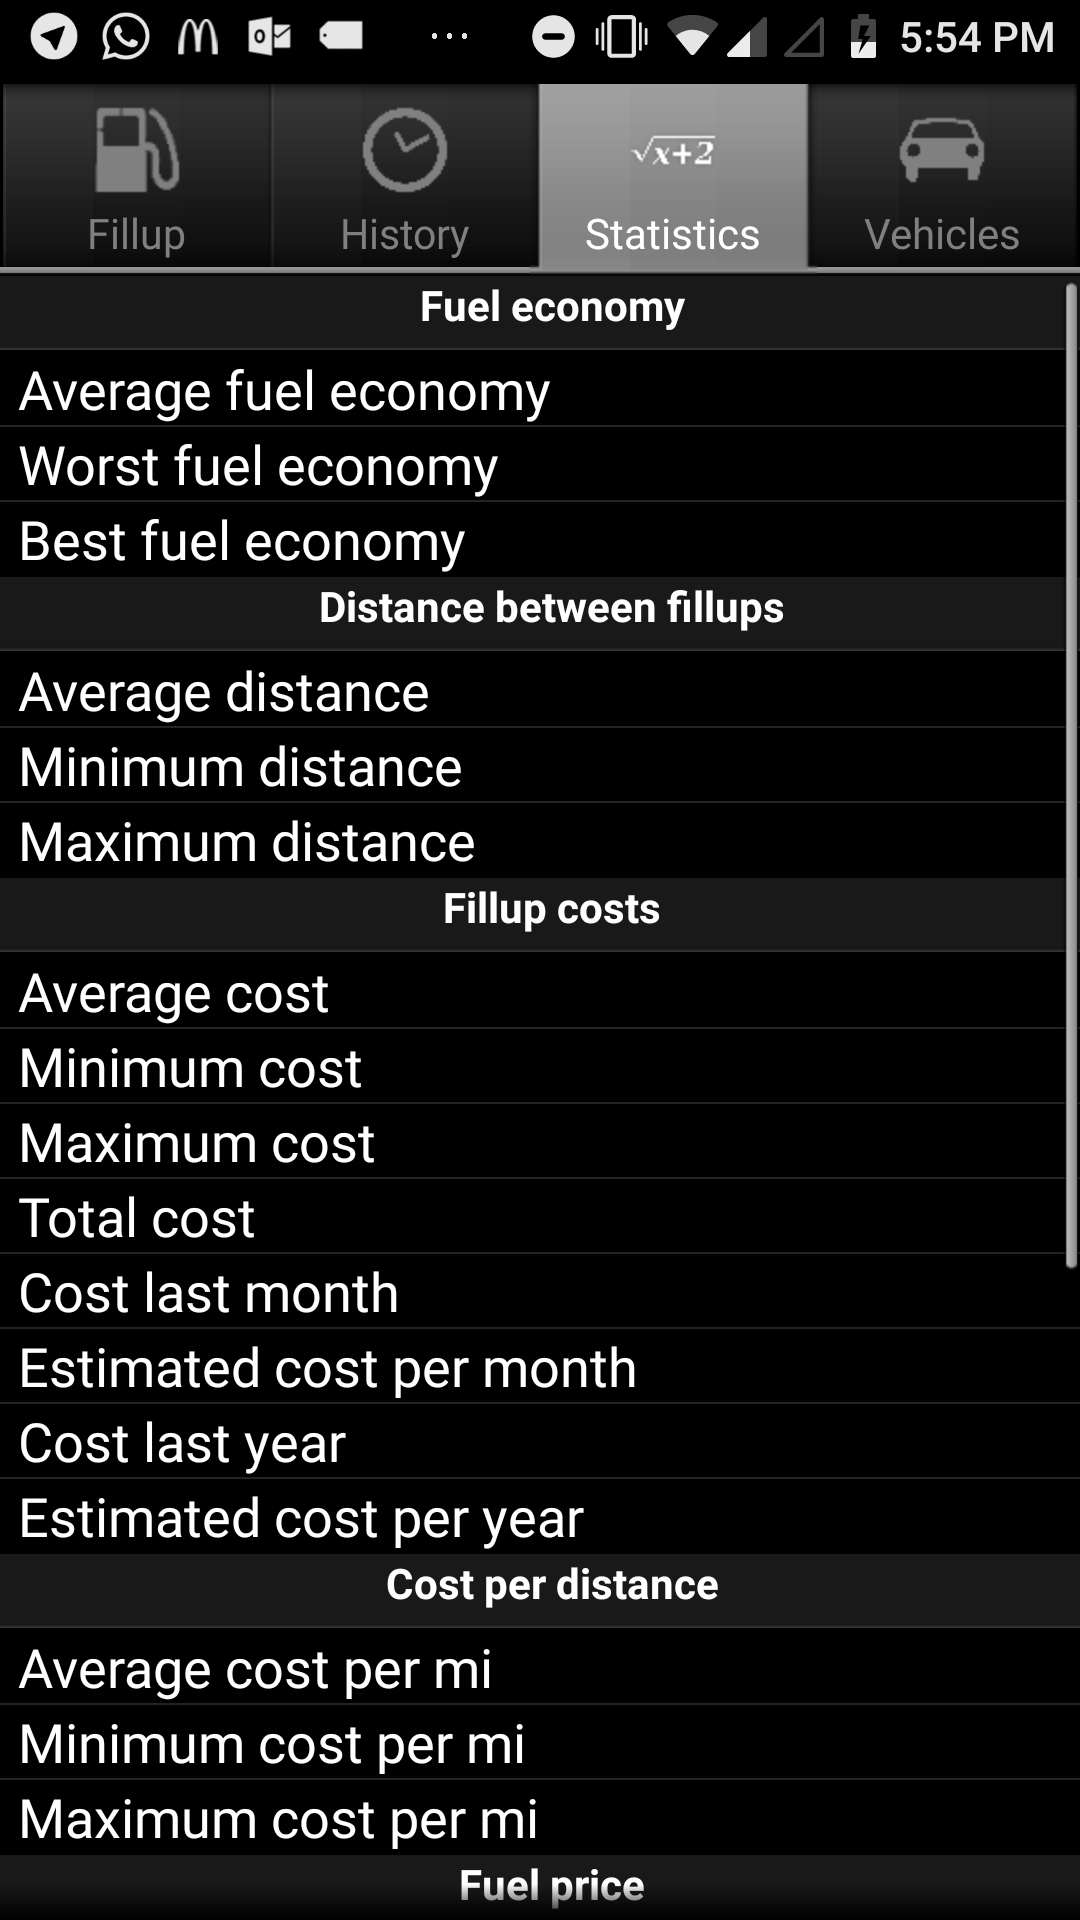 5:54 PM
√x+2
Fillup
History
Statistics
Vehicles
Fuel economy
Average fuel economy
Worst fuel economy
Best fuel economy
Distance between fillups
Average distance
Minimum distance
Maximum distance
Fillup costs
Average cost
Minimum cost
Maximum cost
Total cost
Cost last month
Estimated cost per month
Cost last year
Estimated cost per year
Cost per distance
Average cost per mi
Minimum cost per mi
Maximum cost per mi
Fuel price